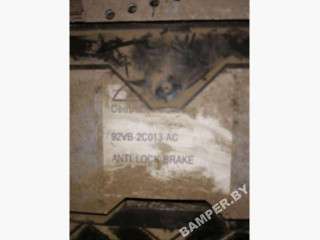 92VB-2C013-AC
ANTI LOCK BRAKE
BAMPER.BY